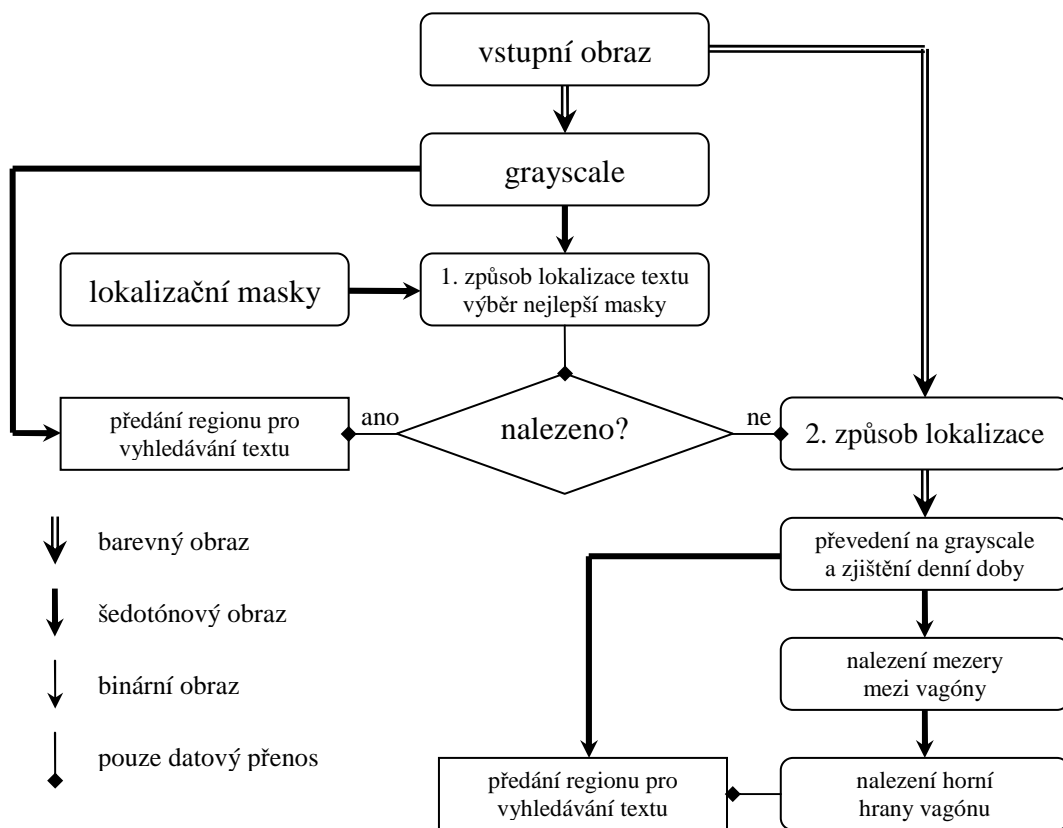 vstupní obraz
grayscale
lokalizační masky
1. způsob lokalizace textu
výběr nejlepší masky
předání regionu pro
vyhledávání textu
ano
nalezeno?
ne
2. způsob lokalizace
barevný obraz
šedotónový obraz
binární obraz
pouze datový přenos
převedení na grayscale
a zjištění denní doby
nalezení mezery
mezi vagóny
předání regionu pro
vyhledávání textu
nalezení horní
hrany vagónu